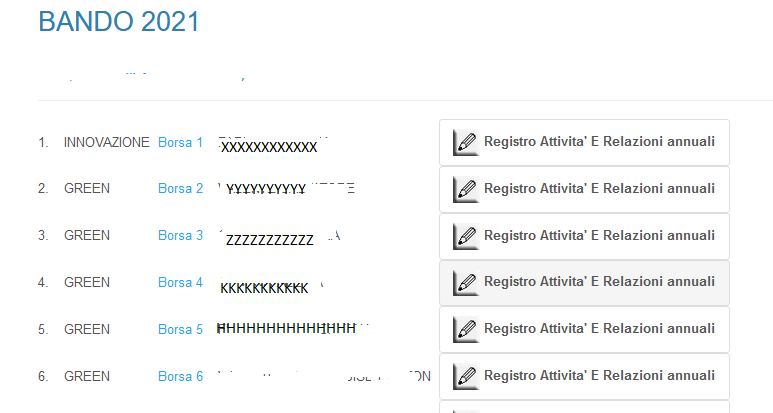 BANDO 2021
1. INNOVAZIONE Borsa 1 XXXXXXXXXXXX Registro Attivita' E Relazioni annuali
2. GREEN Borsa 2 YYYYYYYYYY Registro Attivita' E Relazioni annuali
3. GREEN Borsa 3 ZZZZZZZZZZZ Registro Attivita' E Relazioni annuali
4. GREEN Borsa 4 KKKKKKKKKKK Registro Attivita' E Relazioni annuali
5. GREEN Borsa 5 HHHHHHHHHHHHHH Registro Attivita' E Relazioni annuali
6. GREEN Borsa 6 Registro Attivita' E Relazioni annuali